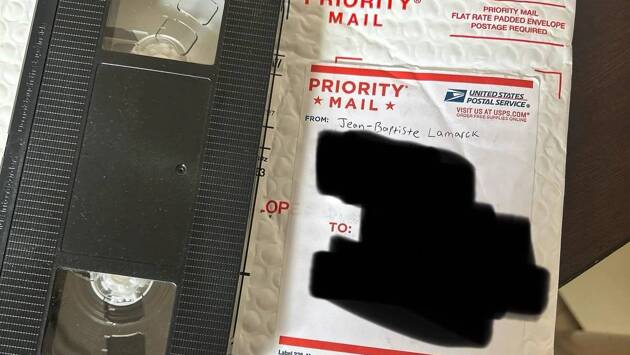 PRIORITY®
MAIL
PRIORITY MAIL
FLAT RATE PADDED ENVELOPE
POSTAGE REQUIRED
PRIORITY®
★ MAIL ★
UNITED STATES
POSTAL SERVICE®
VISIT US AT USPS.COM®
ORDER FREE SUPPLIES ONLINE
FROM: Jean-Baptiste Lamarck
TO: